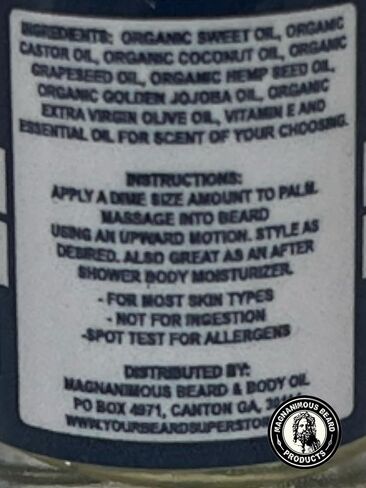 INGREDIENTS: ORGANIC SWEET OIL, ORGANIC
CASTOR OIL, ORGANIC COCONUT OIL, ORGANIC
GRAPESEED OIL, ORGANIC HEMP SEED OIL,
ORGANIC GOLDEN JOJOBA OIL, ORGANIC
EXTRA VIRGIN OLIVE OIL, VITAMIN E AND
ESSENTIAL OIL FOR SCENT OF YOUR CHOOSING.
INSTRUCTIONS:
APPLY A DIME SIZE AMOUNT TO PALM.
MASSAGE INTO BEARD
USING AN UPWARD MOTION. STYLE AS
DESIRED. ALSO GREAT AS AN AFTER
SHOWER BODY MOISTURIZER.
- FOR MOST SKIN TYPES
- NOT FOR INGESTION
-SPOT TEST FOR ALLERGENS
DISTRIBUTED BY:
MAGNANIMOUS BEARD & BODY OIL
PO BOX 4971, CANTON GA,
WWW.YOURBEARDSUPERSTOR
MAGNANIMOUS BEARD
PRODUCTS